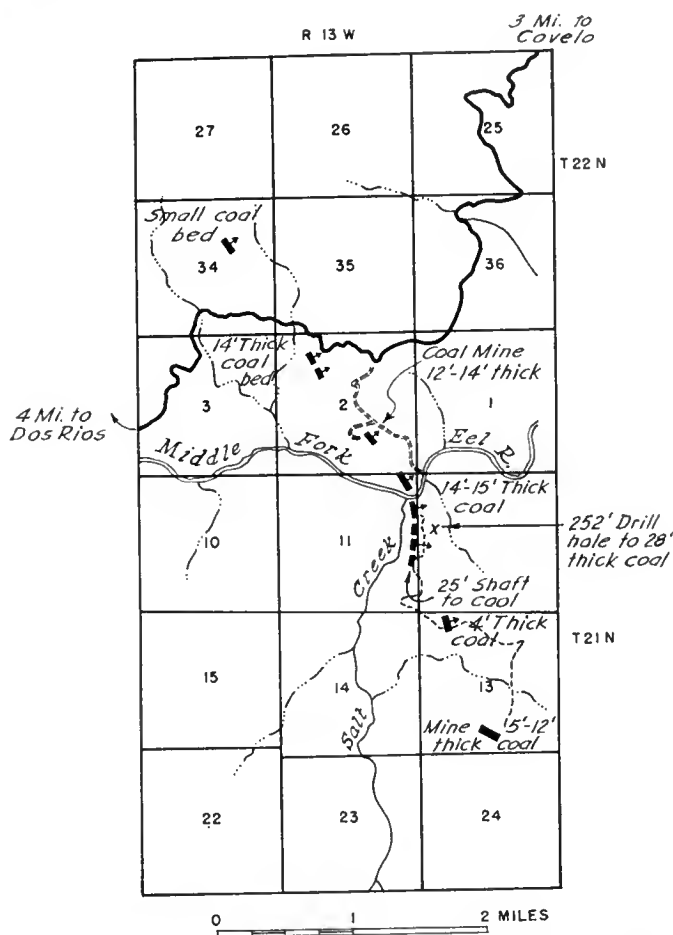 R 13 W
3 Mi. to
Covelo
27
26
25
T 22 N
Small coal
bed
34
35
36
14' Thick
coal
bed
Coal Mine
12'-14' thick
3
2
1
4 Mi. to
Dos Rios
Middle Fork Eel R.
14'-15' Thick
coal
10
11
x
252' Drill
hole to 28'
thick coal
Salt Creek
25' Shaft
to coal
4' Thick
coal
T 21 N
15
14
13
Mine 5'-12'
thick coal
22
23
24
0 1 2 MILES